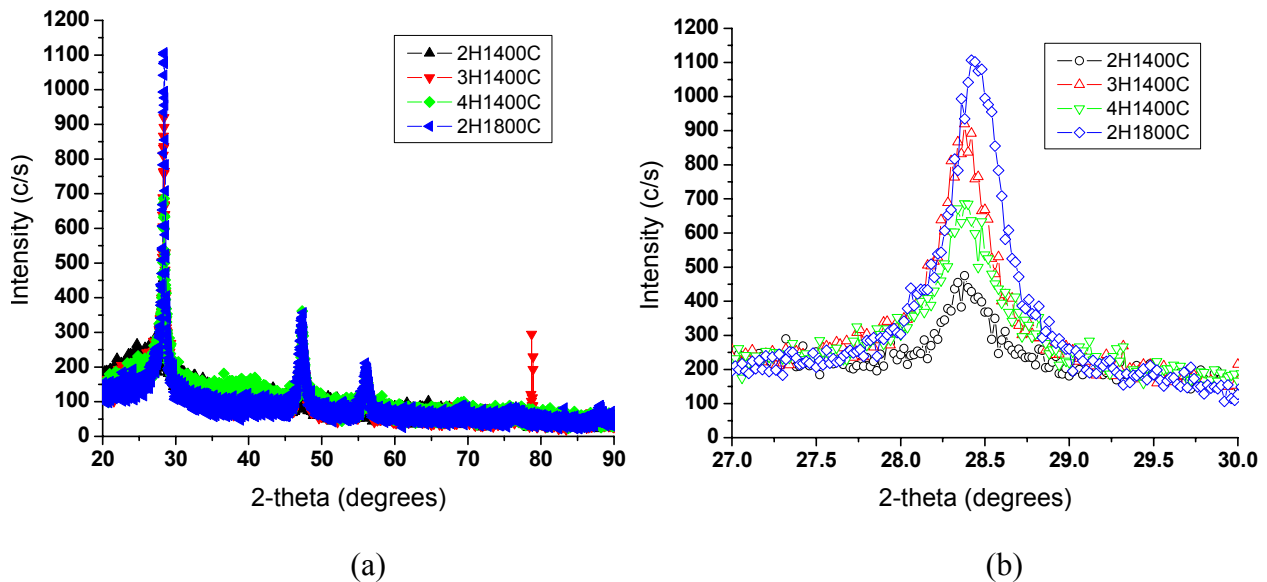 1200
1100
1000
900
800
700
600
500
400
300
200
100
0
Intensity (c/s)
2H1400C
3H1400C
4H1400C
2H1800C
20 30 40 50 60 70 80 90
2-theta (degrees)
(a)
1200
1100
1000
900
800
700
600
500
400
300
200
100
0
Intensity (c/s)
2H1400C
3H1400C
4H1400C
2H1800C
27.0 27.5 28.0 28.5 29.0 29.5 30.0
2-theta (degrees)
(b)